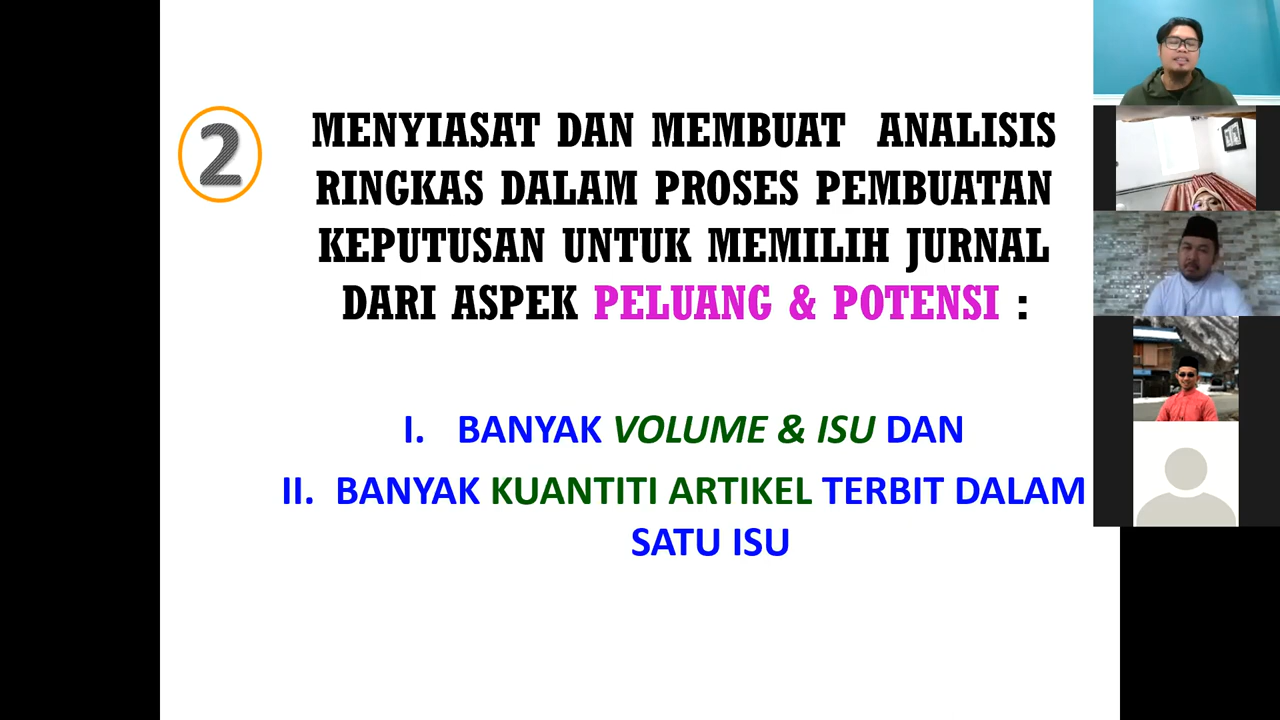 2
MENYIASAT DAN MEMBUAT ANALISIS
RINGKAS DALAM PROSES PEMBUATAN
KEPUTUSAN UNTUK MEMILIH JURNAL
DARI ASPEK PELUANG & POTENSI :
I. BANYAK VOLUME & ISU DAN
II. BANYAK KUANTITI ARTIKEL TERBIT DALAM
SATU ISU